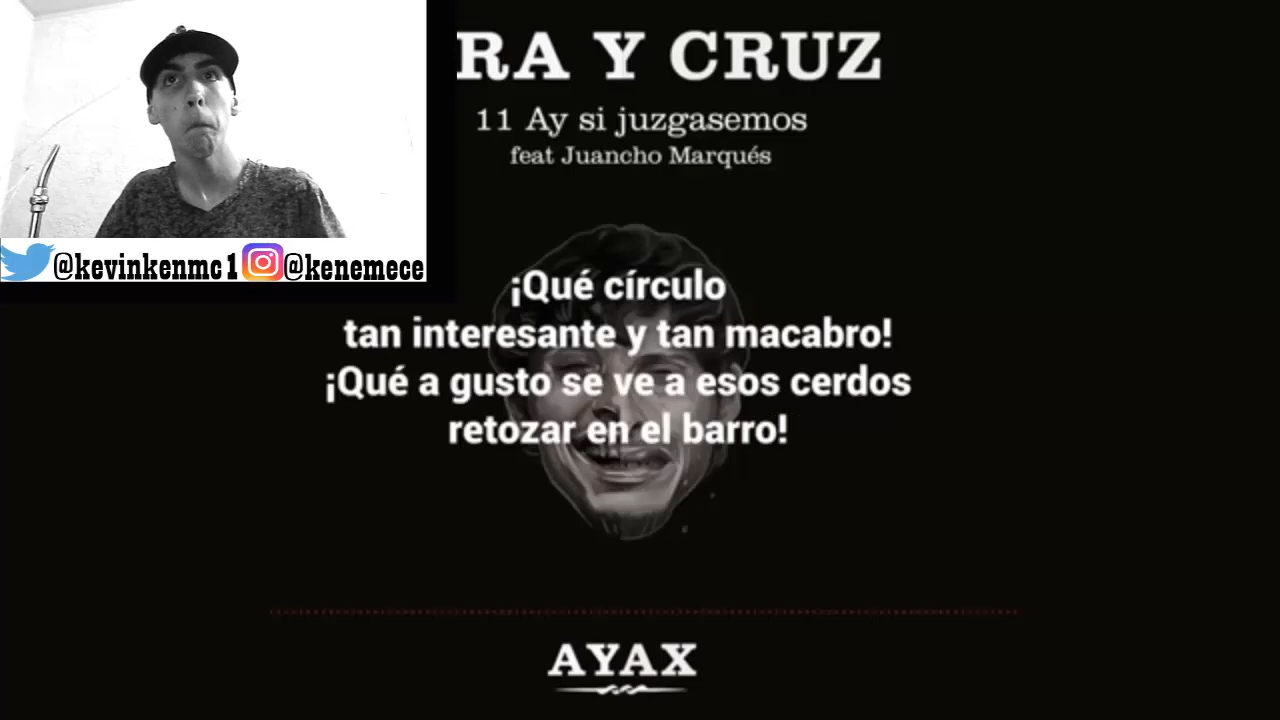 RA Y CRUZ
11 Ay si juzgasemos
feat Juancho Marqués
@kevinkenmc1 @kenemece
¡Qué círculo
tan interesante y tan macabro!
¡Qué a gusto se ve a esos cerdos
retozar en el barro!
AYAX